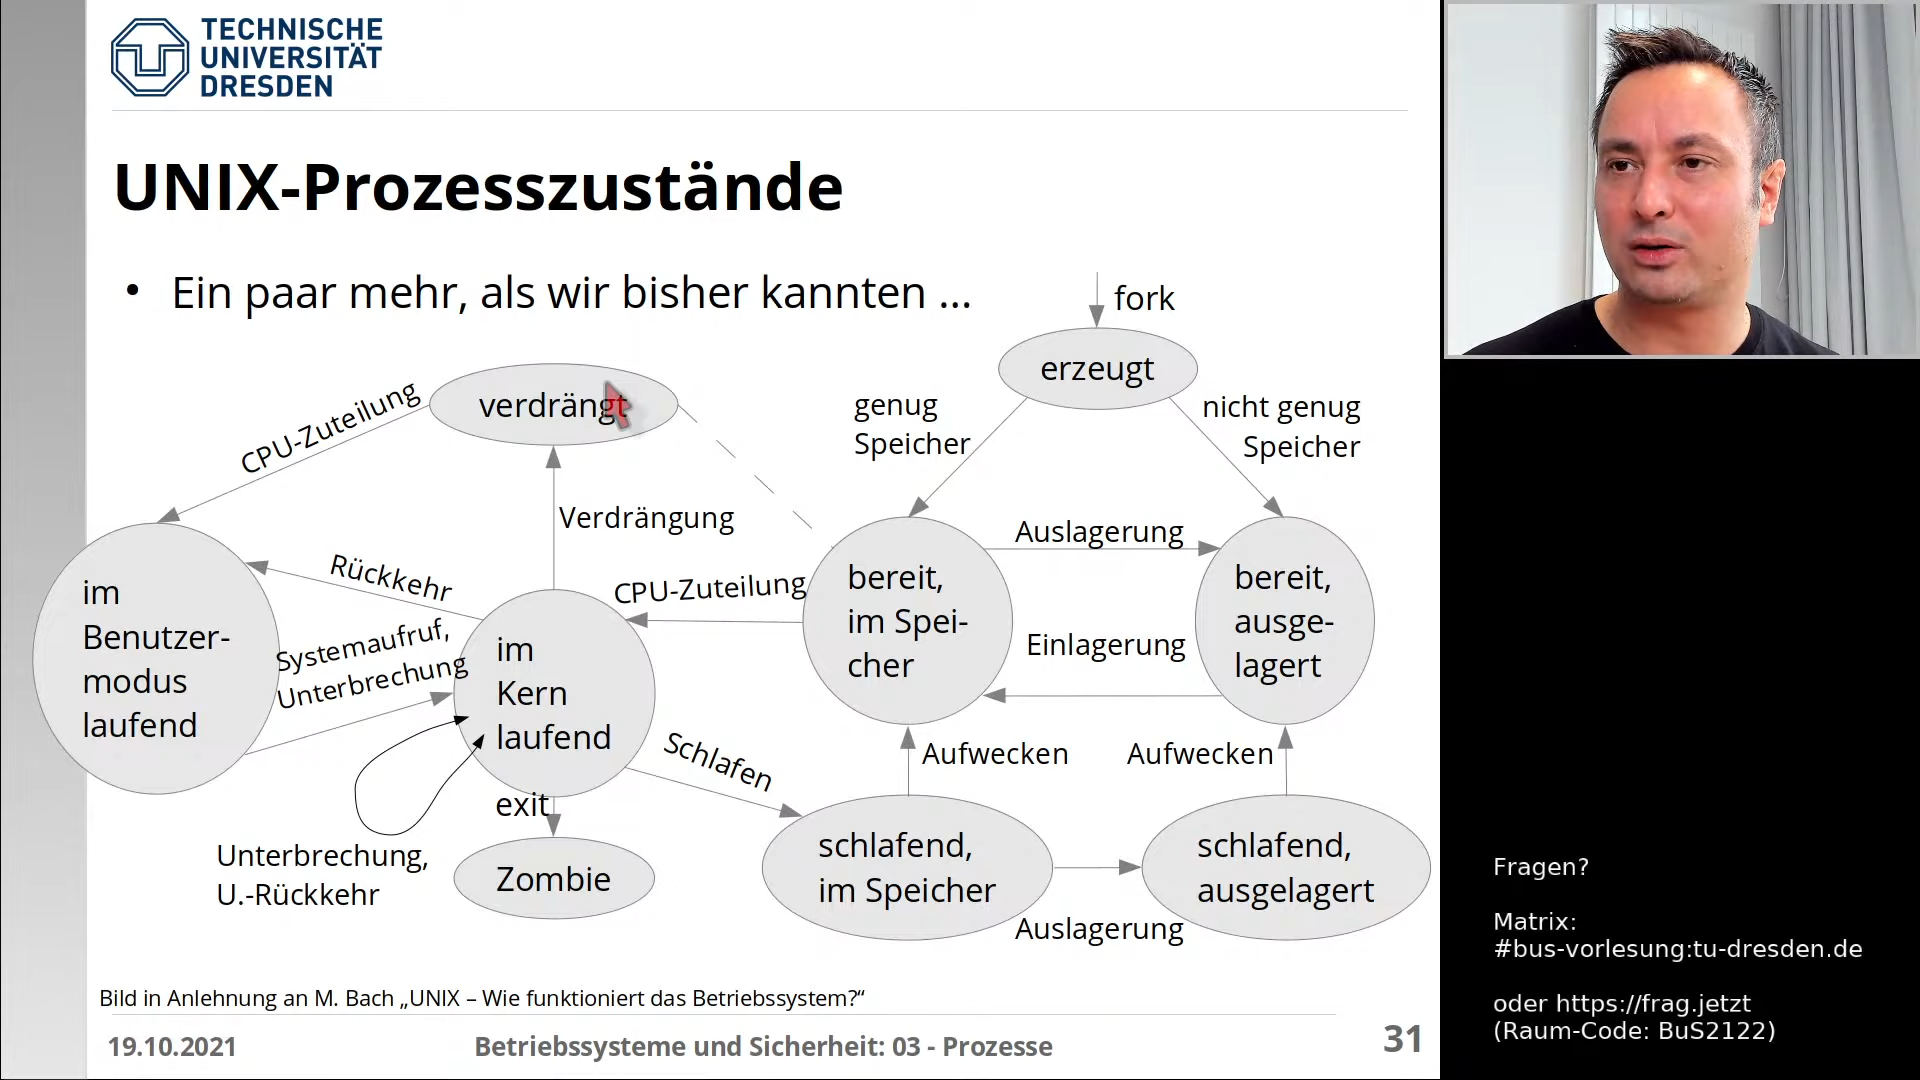 TECHNISCHE
UNIVERSITÄT
DRESDEN
UNIX-Prozesszustände
• Ein paar mehr, als wir bisher kannten ...
fork
erzeugt
verdrängt
CPU-Zuteilung
genug
Speicher
nicht genug
Speicher
Verdrängung
Auslagerung
Rückkehr
CPU-Zuteilung
bereit,
im Spei-
cher
bereit,
ausge-
lagert
im
Benutzer-
modus
laufend
Systemaufruf,
Unterbrechung
im
Kern
laufend
Einlagerung
Schlafen
Aufwecken
Aufwecken
exit
Unterbrechung,
U.-Rückkehr
Zombie
schlafend,
im Speicher
schlafend,
ausgelagert
Auslagerung
Bild in Anlehnung an M. Bach „UNIX – Wie funktioniert das Betriebssystem?“
19.10.2021
Betriebssysteme und Sicherheit: 03 - Prozesse
31
Fragen?
Matrix:
#bus-vorlesung:tu-dresden.de
oder https://frag.jetzt
(Raum-Code: BuS2122)